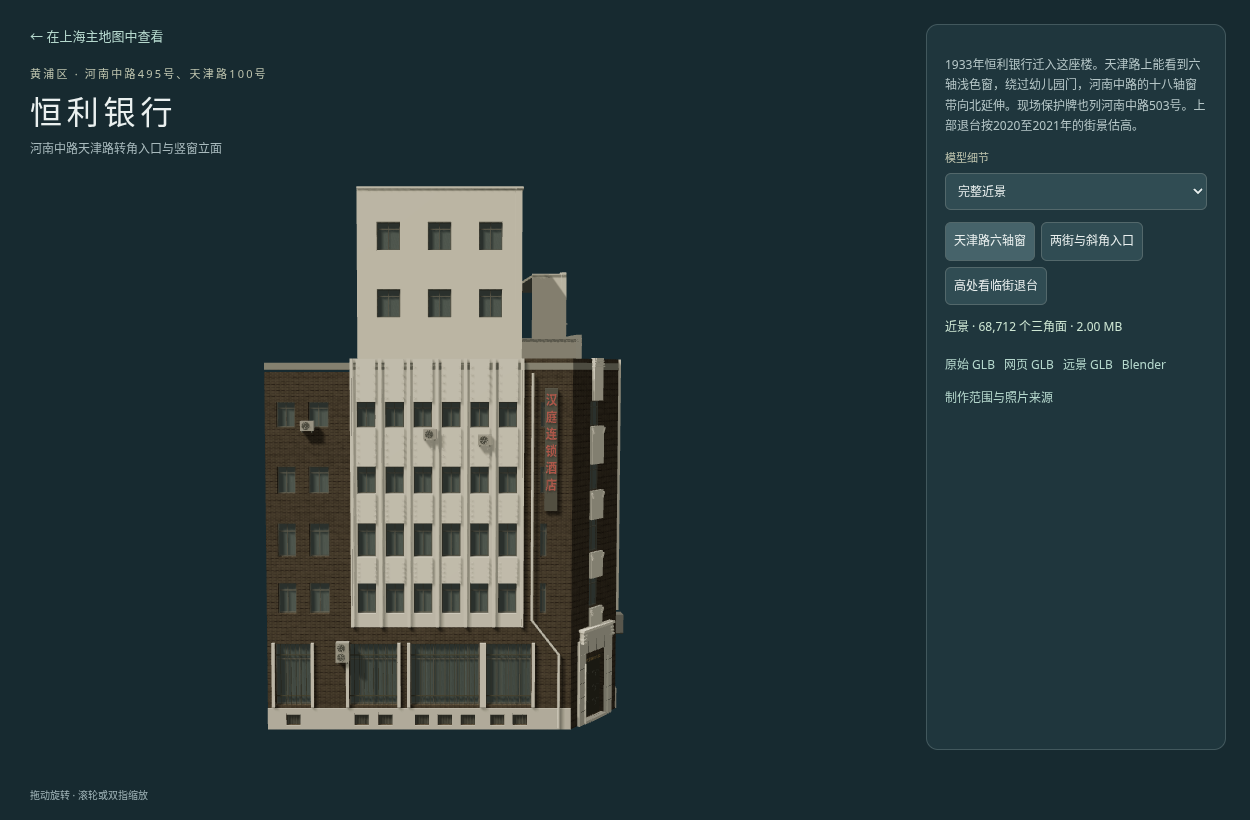 ← 在上海主地图中查看
黄浦区 · 河南中路495号、天津路100号
恒利银行
河南中路天津路转角入口与竖窗立面
汉庭连锁酒店
拖动旋转 · 滚轮或双指缩放
1933年恒利银行迁入这座楼。天津路上能看到六
轴浅色窗，绕过幼儿园门，河南中路的十八轴窗
带向北延伸。现场保护牌也列河南中路503号。上
部退台按2020至2021年的街景估高。
模型细节
完整近景
天津路六轴窗
两街与斜角入口
高处看临街退台
近景 · 68,712 个三角面 · 2.00 MB
原始 GLB 网页 GLB 远景 GLB Blender
制作范围与照片来源